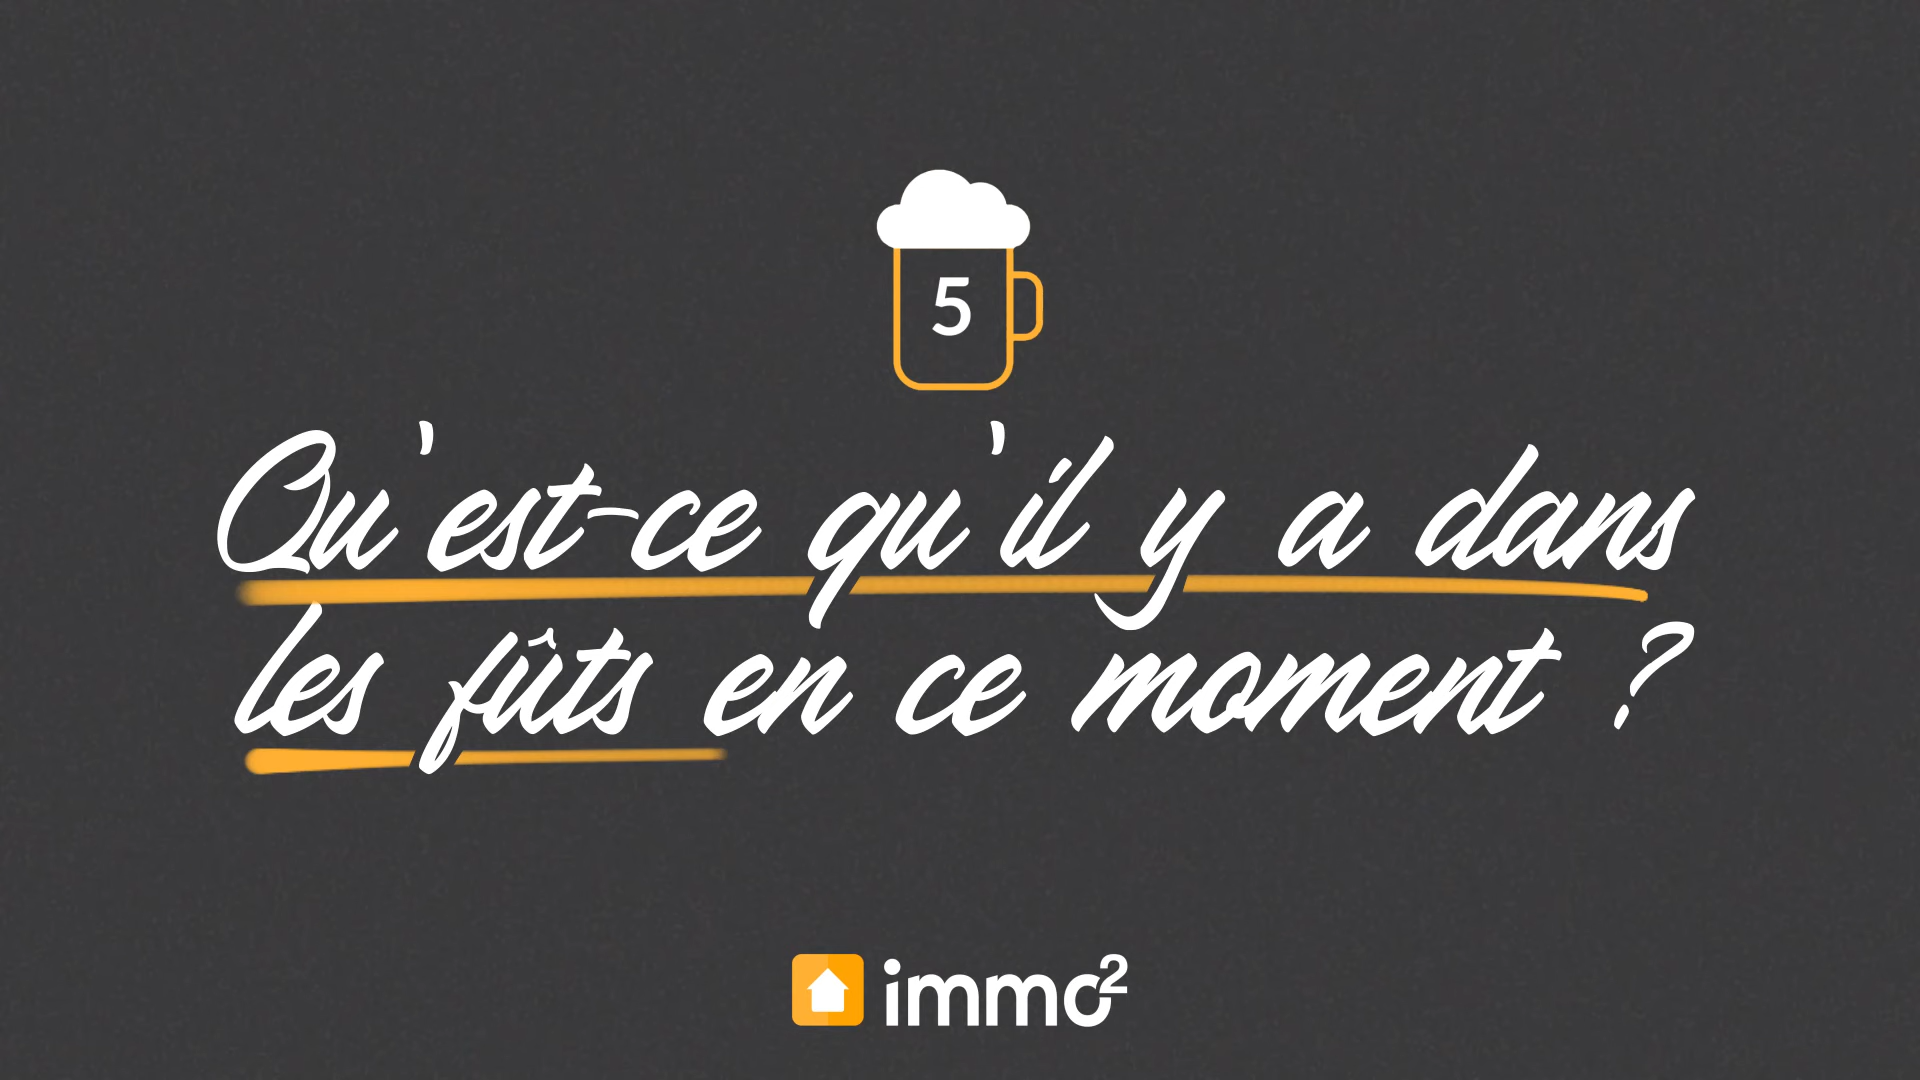 5
Qu'est-ce qu'il y a dans
les fûts en ce moment ?
immo²